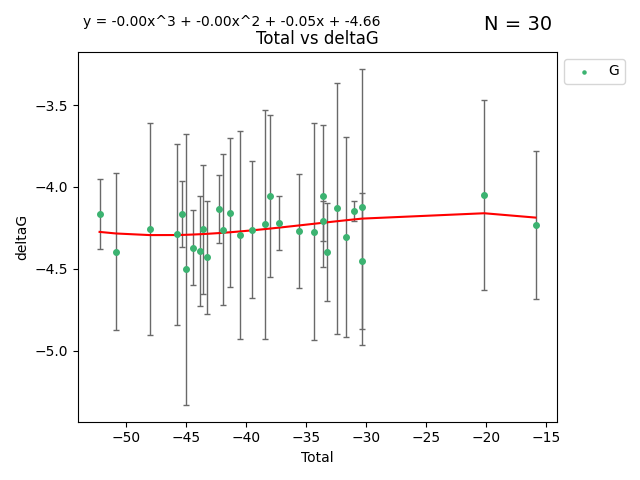 y = -0.00x^3 + -0.00x^2 + -0.05x + -4.66
N = 30
Total vs deltaG
G
−3.5
−4.0
−4.5
−5.0
deltaG
−50
−45
−40
−35
−30
−25
−20
−15
Total